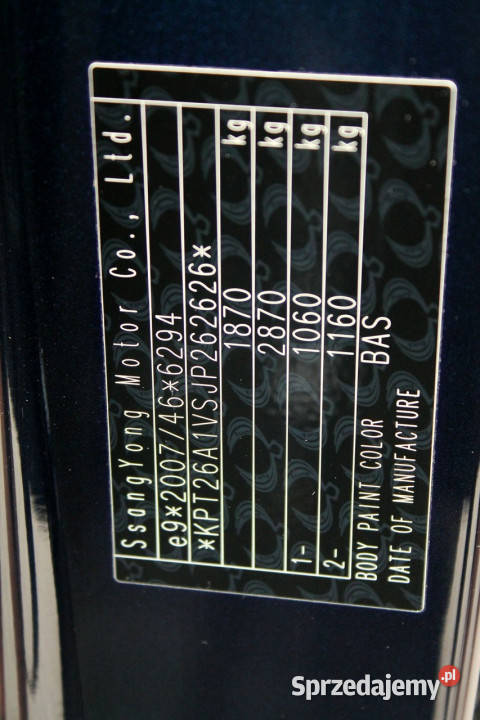 SsangYong Motor Co., Ltd.
e9*2007/46*6294
*KPT26A1VSJP262626*
1870 kg
2870 kg
1- 1060 kg
2- 1160 kg
BODY PAINT COLOR BAS
DATE OF MANUFACTURE
Sprzedajemy.pl